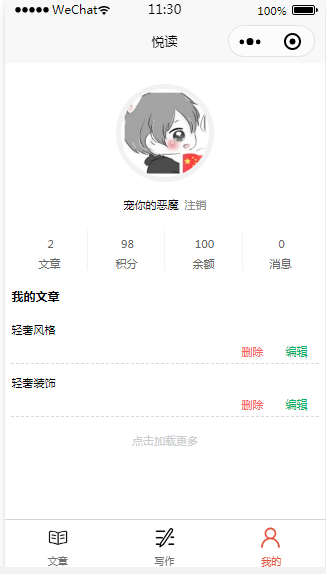 WeChat 11:30 100%
悦读
宠你的恶魔 注销
2 98 100 0
文章 积分 余额 消息
我的文章
轻奢风格
删除 编辑
轻奢装饰
删除 编辑
点击加载更多
文章 写作 我的